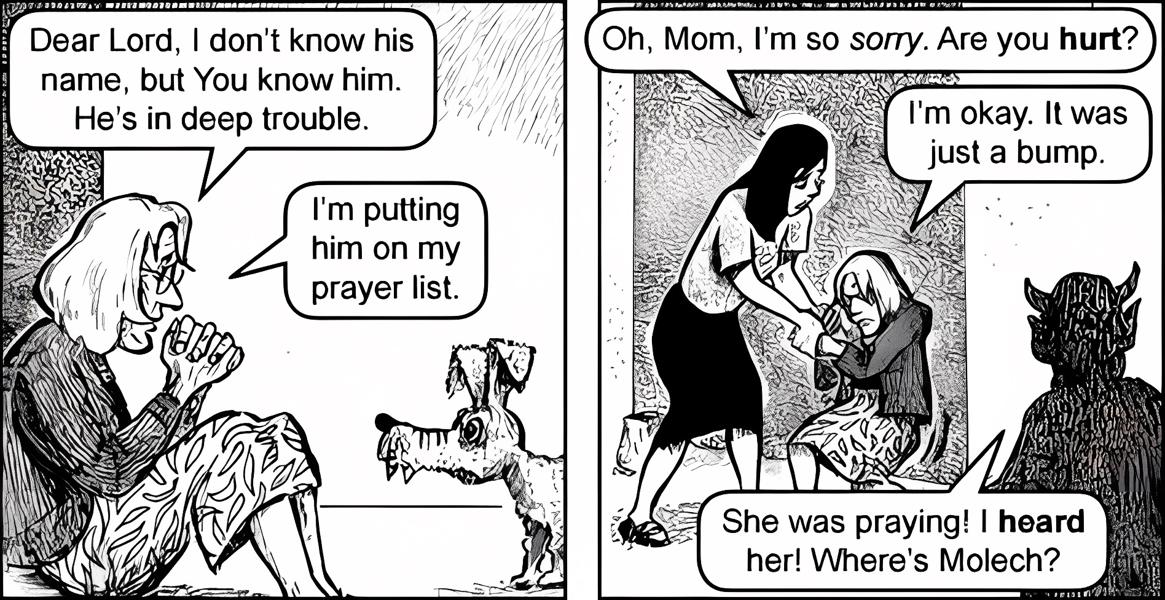 Dear Lord, I don't know his
name, but You know him.
He's in deep trouble.
I'm putting
him on my
prayer list.
Oh, Mom, I'm so sorry. Are you hurt?
I'm okay. It was
just a bump.
She was praying! I heard
her! Where's Molech?